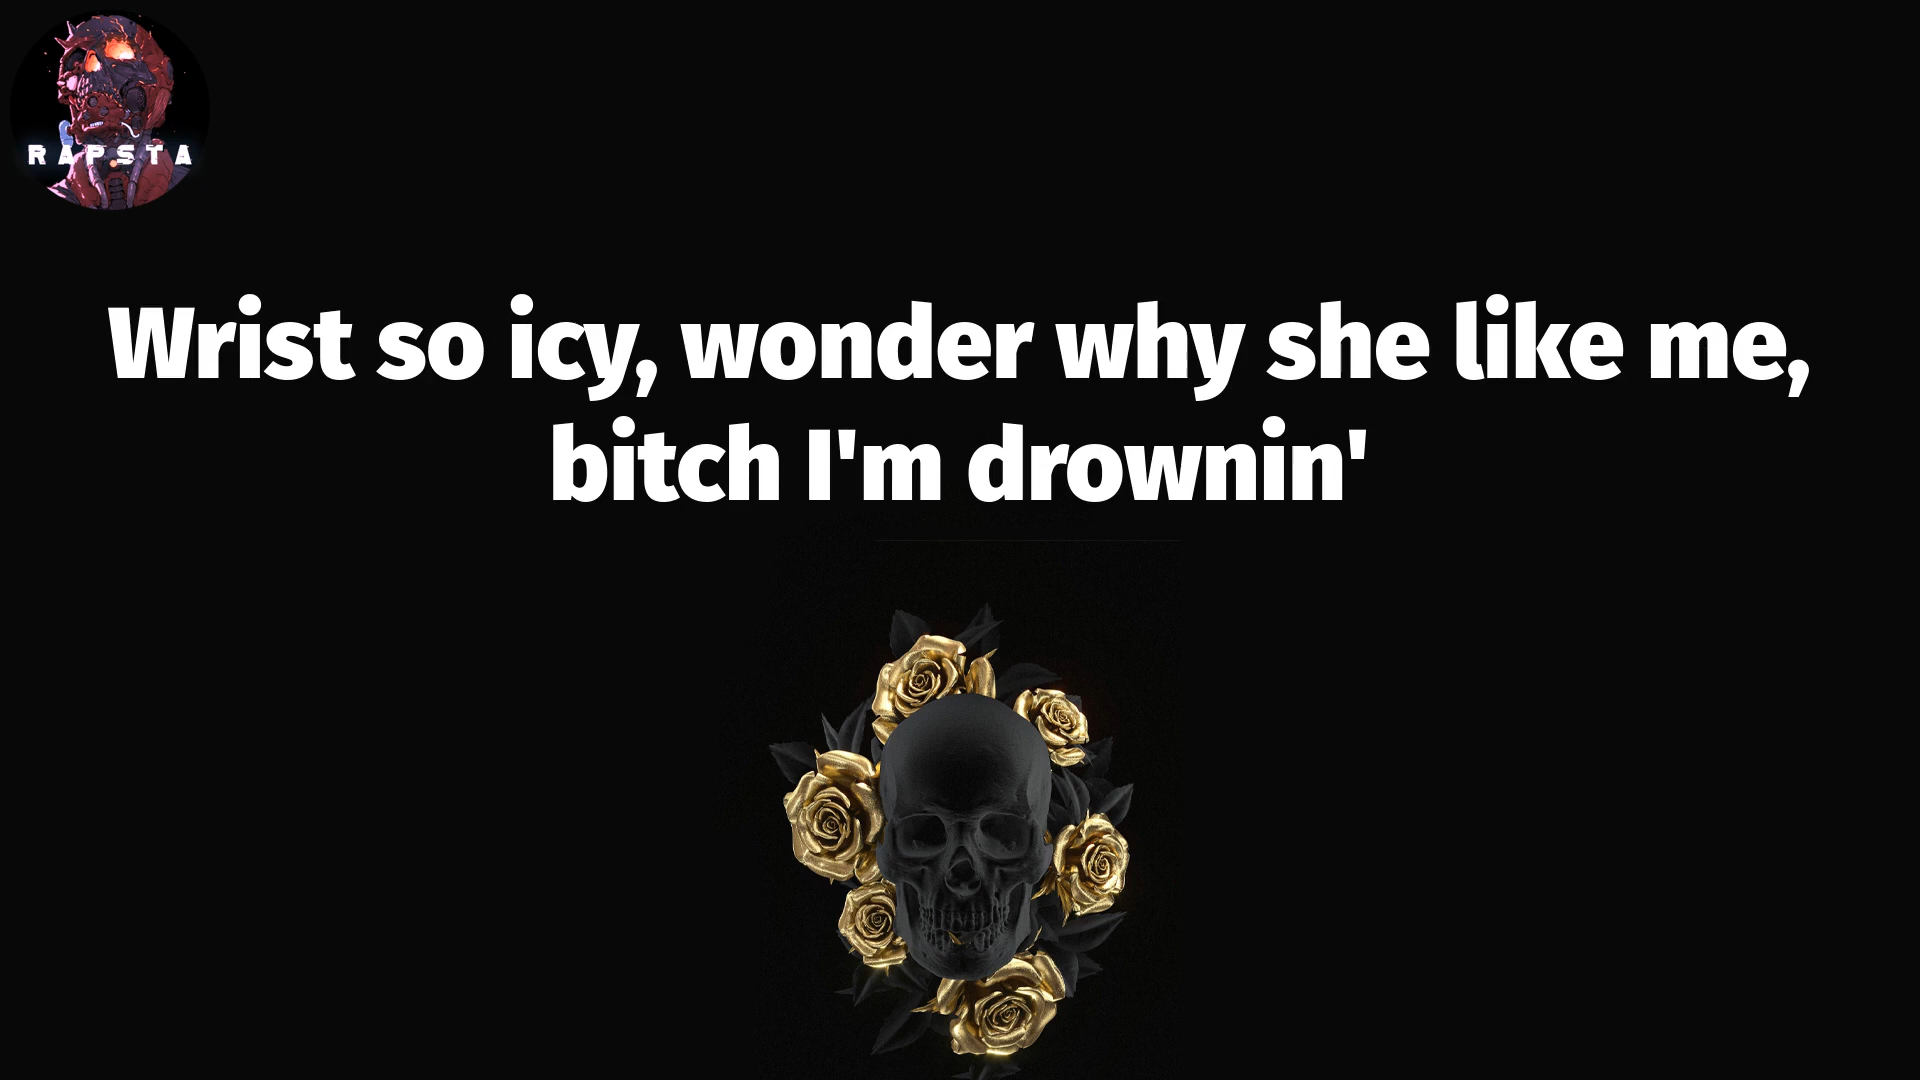 RAPSTA
Wrist so icy, wonder why she like me,
bitch I'm drownin'